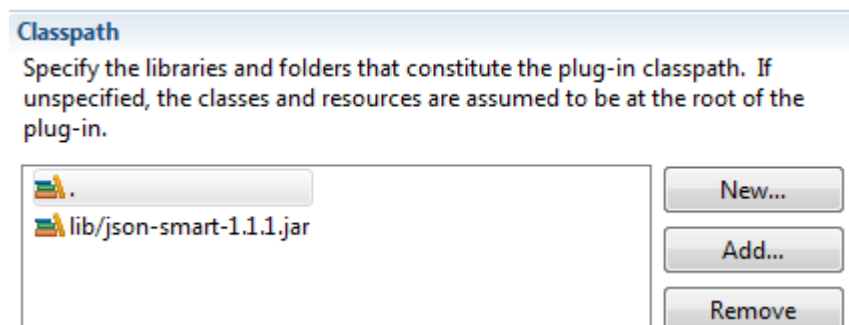 Classpath
Specify the libraries and folders that constitute the plug-in classpath.  If
unspecified, the classes and resources are assumed to be at the root of the
plug-in.
.
New...
lib/json-smart-1.1.1.jar
Add...
Remove